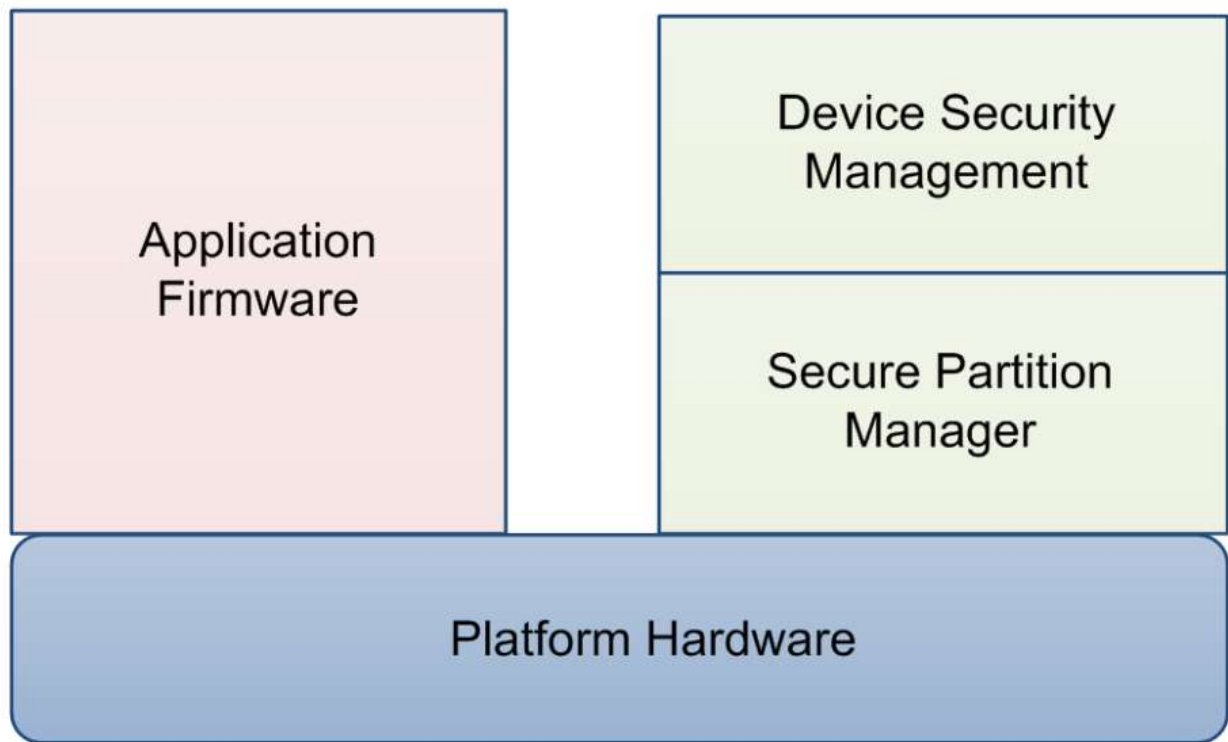 Application
Firmware
Device Security
Management
Secure Partition
Manager
Platform Hardware